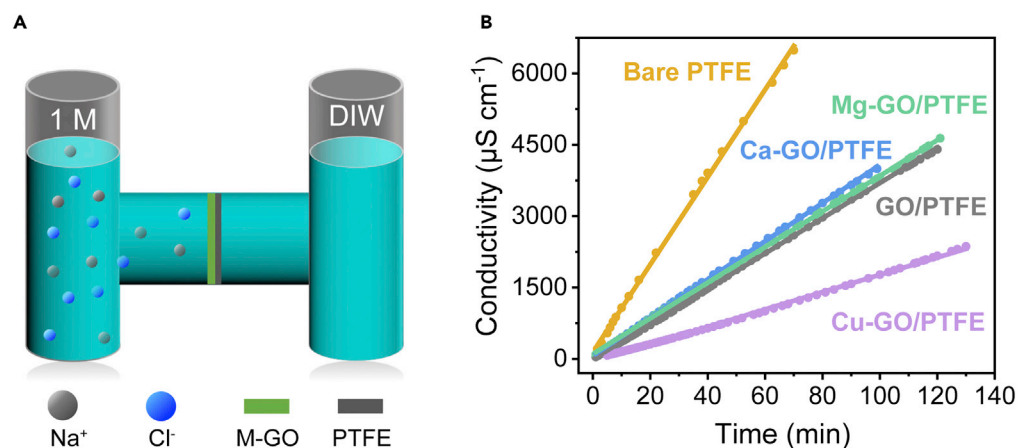 A
1 M
DIW
Na⁺
Cl⁻
M-GO
PTFE
B
Conductivity (µS cm⁻¹)
6000
4500
3000
1500
0
Bare PTFE
Mg-GO/PTFE
Ca-GO/PTFE
GO/PTFE
Cu-GO/PTFE
0 20 40 60 80 100 120 140
Time (min)